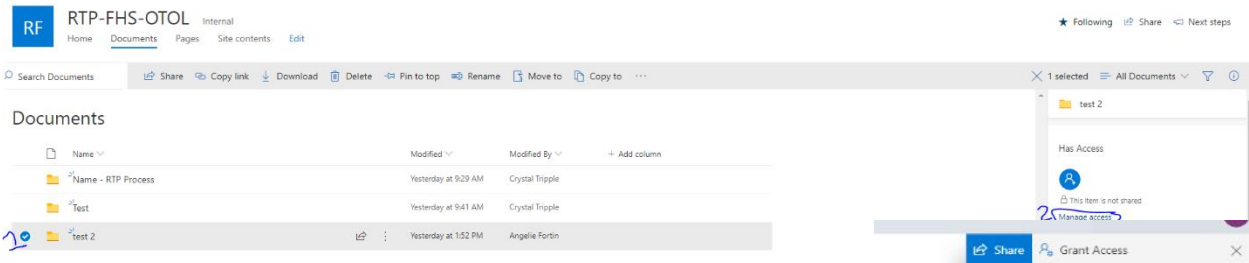 RF RTP-FHS-OTOL Internal
Home Documents Pages Site contents Edit
Following Share Next steps
Search Documents Share Copy link Download Delete Pin to top Rename Move to Copy to ...
1 selected All Documents
Documents
Name Modified Modified By + Add column
Name - RTP Process Yesterday at 9:29 AM Crystal Tripple
Test Yesterday at 9:41 AM Crystal Tripple
1 test 2 Yesterday at 1:52 PM Angelie Fortin
test 2
Has Access
This item is not shared
2 Manage access
Share Grant Access